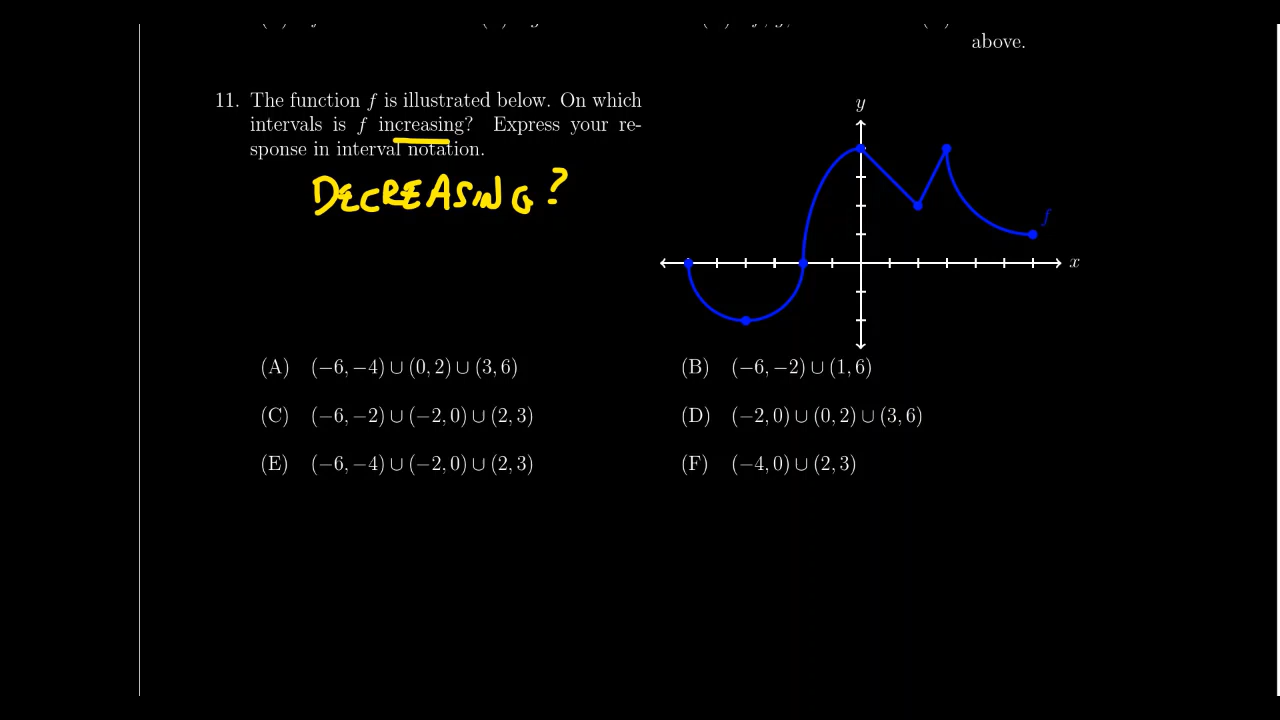 above.
11. The function f is illustrated below. On which
intervals is f increasing? Express your re-
sponse in interval notation.
DECREASING?
y
f
x
(A) (−6, −4) ∪ (0, 2) ∪ (3, 6)
(B) (−6, −2) ∪ (1, 6)
(C) (−6, −2) ∪ (−2, 0) ∪ (2, 3)
(D) (−2, 0) ∪ (0, 2) ∪ (3, 6)
(E) (−6, −4) ∪ (−2, 0) ∪ (2, 3)
(F) (−4, 0) ∪ (2, 3)